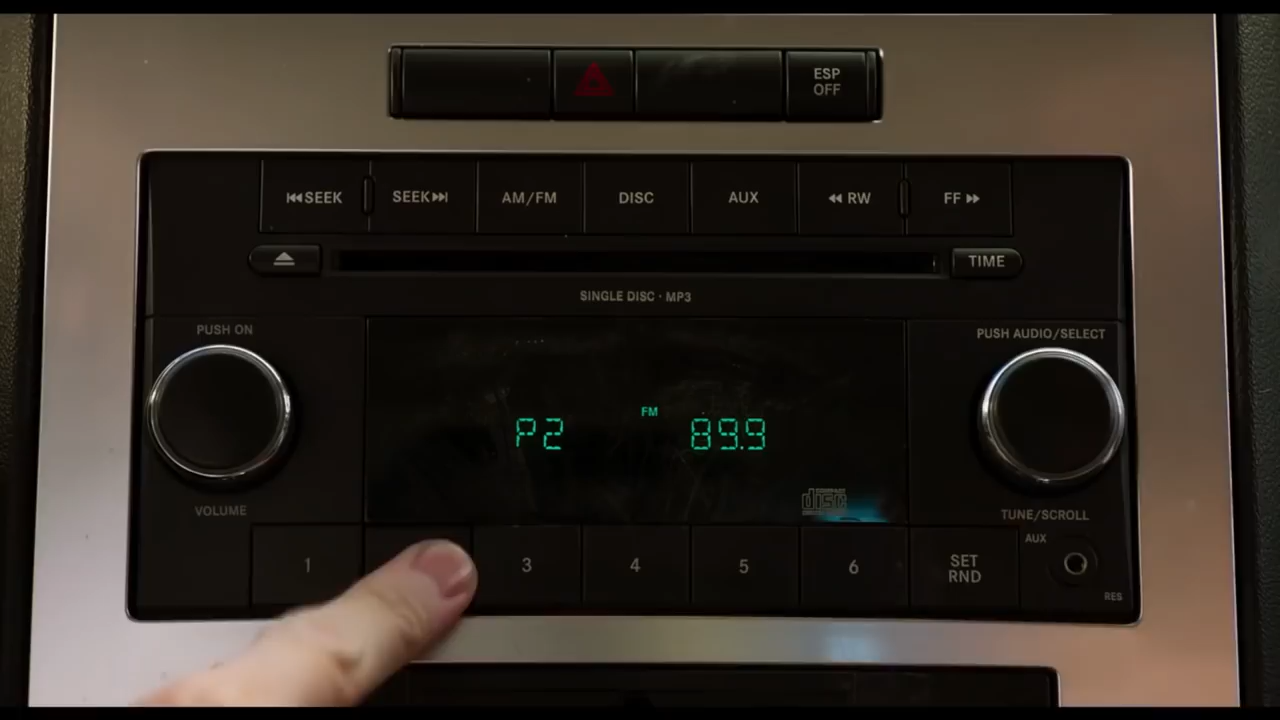 ESP
OFF
SEEK
SEEK
AM/FM
DISC
AUX
RW
FF
TIME
SINGLE DISC · MP3
PUSH ON
PUSH AUDIO/SELECT
FM
P2
89.9
disc
VOLUME
TUNE/SCROLL
1
3
4
5
6
SET
RND
AUX
RES